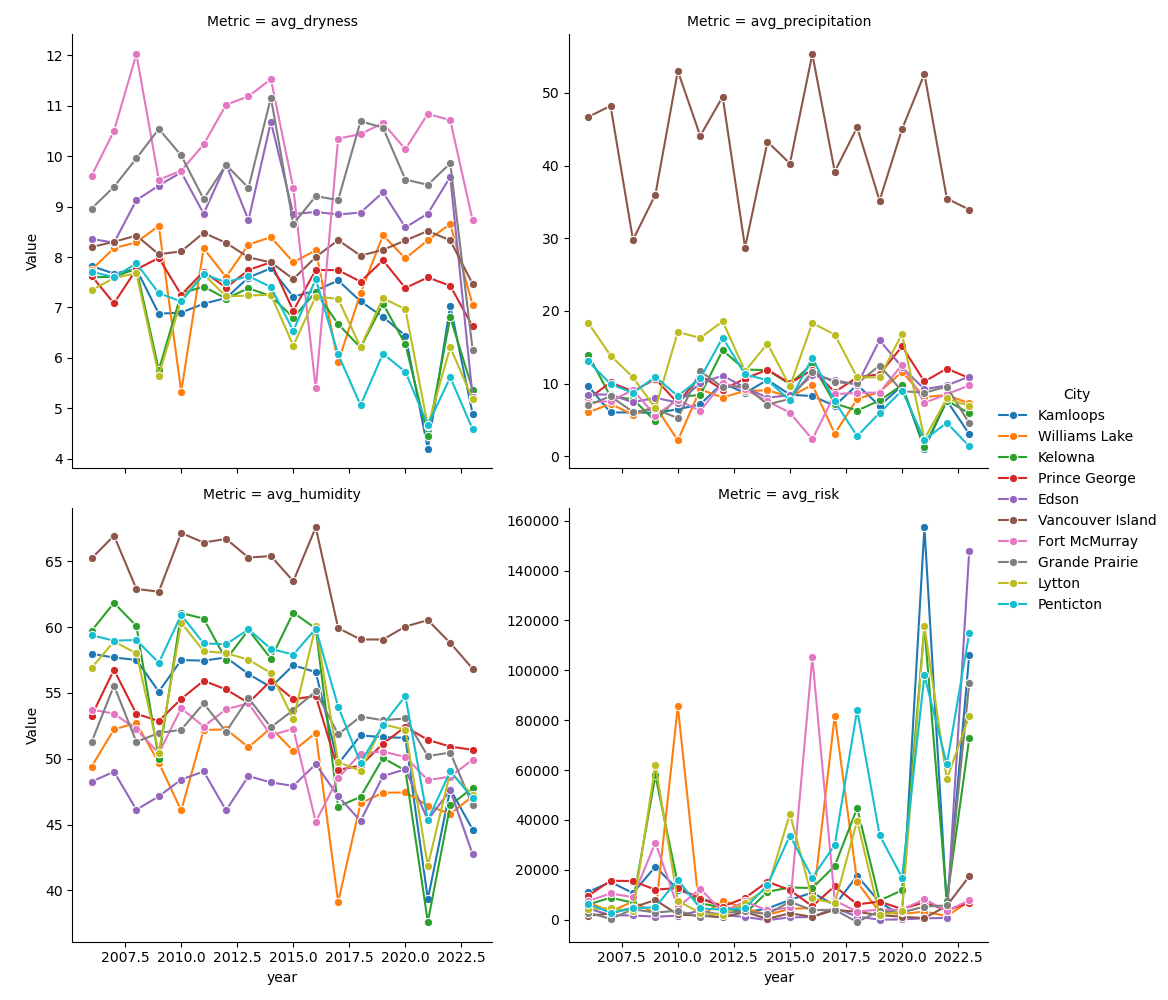 Metric = avg_dryness
12
11
10
9
8
7
6
5
4
Value
Metric = avg_precipitation
50
40
30
20
10
0
Metric = avg_humidity
65
60
55
50
45
40
Value
2007.5 2010.0 2012.5 2015.0 2017.5 2020.0 2022.5
year
Metric = avg_risk
160000
140000
120000
100000
80000
60000
40000
20000
0
2007.5 2010.0 2012.5 2015.0 2017.5 2020.0 2022.5
year
City
Kamloops
Williams Lake
Kelowna
Prince George
Edson
Vancouver Island
Fort McMurray
Grande Prairie
Lytton
Penticton